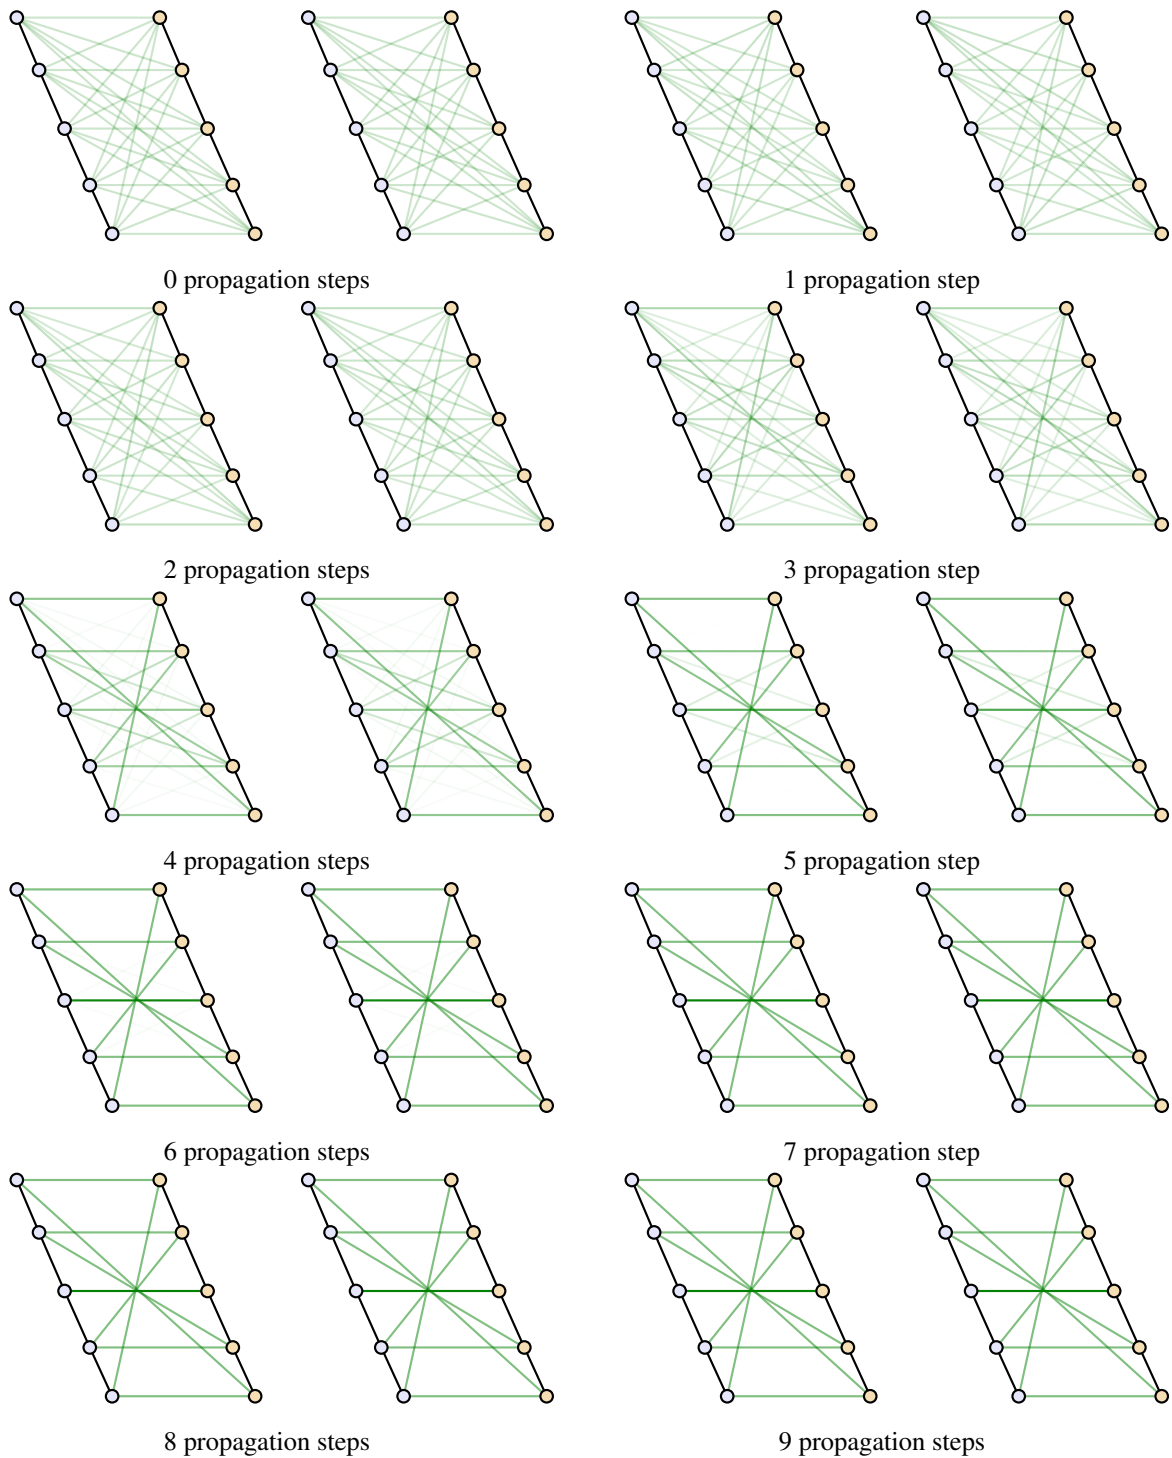 0 propagation steps
1 propagation step
2 propagation steps
3 propagation step
4 propagation steps
5 propagation step
6 propagation steps
7 propagation step
8 propagation steps
9 propagation steps